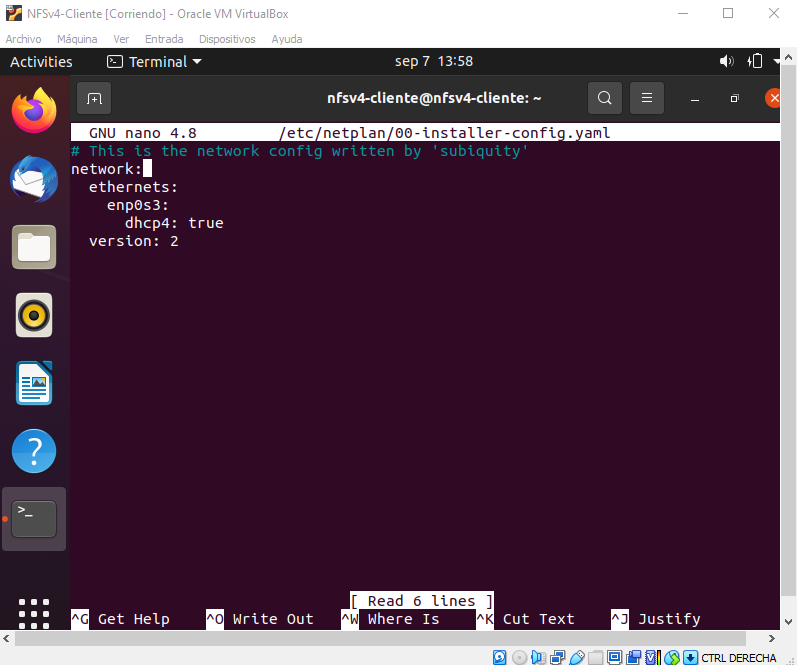 NFSv4-Cliente [Corriendo] - Oracle VM VirtualBox
Archivo Máquina Ver Entrada Dispositivos Ayuda
Activities Terminal sep 7 13:58
nfsv4-cliente@nfsv4-cliente: ~
GNU nano 4.8 /etc/netplan/00-installer-config.yaml
# This is the network config written by 'subiquity'
network:
  ethernets:
    enp0s3:
      dhcp4: true
  version: 2
>_
[ Read 6 lines ]
^G Get Help ^O Write Out ^W Where Is ^K Cut Text ^J Justify
CTRL DERECHA